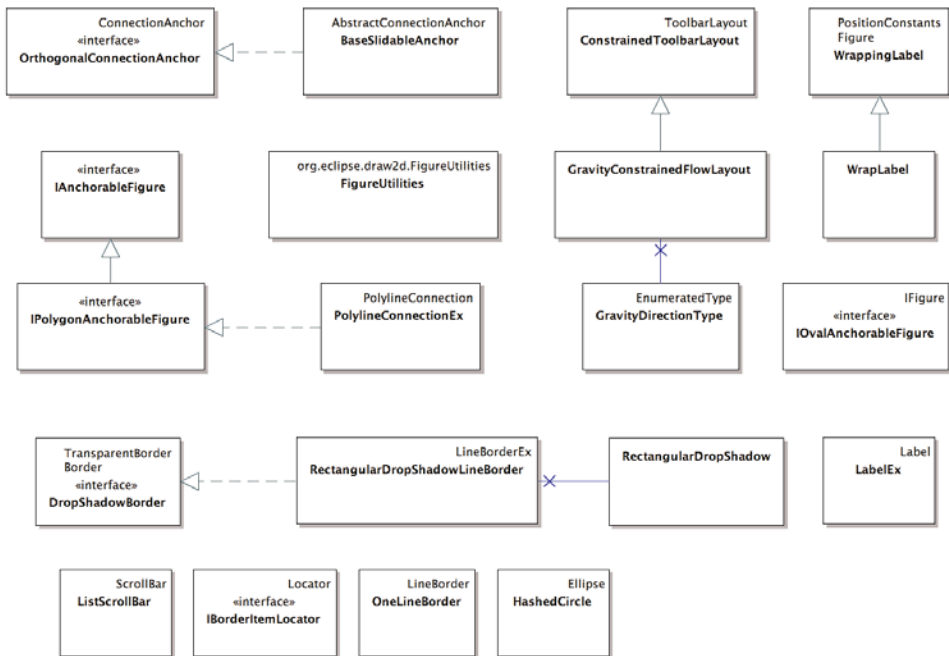 ConnectionAnchor
«interface»
OrthogonalConnectionAnchor
AbstractConnectionAnchor
BaseSlidableAnchor
ToolbarLayout
ConstrainedToolbarLayout
PositionConstants
Figure
WrappingLabel
«interface»
IAnchorableFigure
org.eclipse.draw2d.FigureUtilities
FigureUtilities
GravityConstrainedFlowLayout
WrapLabel
«interface»
IPolygonAnchorableFigure
PolylineConnection
PolylineConnectionEx
EnumeratedType
GravityDirectionType
IFigure
«interface»
IOvalAnchorableFigure
TransparentBorder
Border
«interface»
DropShadowBorder
LineBorderEx
RectangularDropShadowLineBorder
RectangularDropShadow
Label
LabelEx
ScrollBar
ListScrollBar
Locator
«interface»
IBorderItemLocator
LineBorder
OneLineBorder
Ellipse
HashedCircle